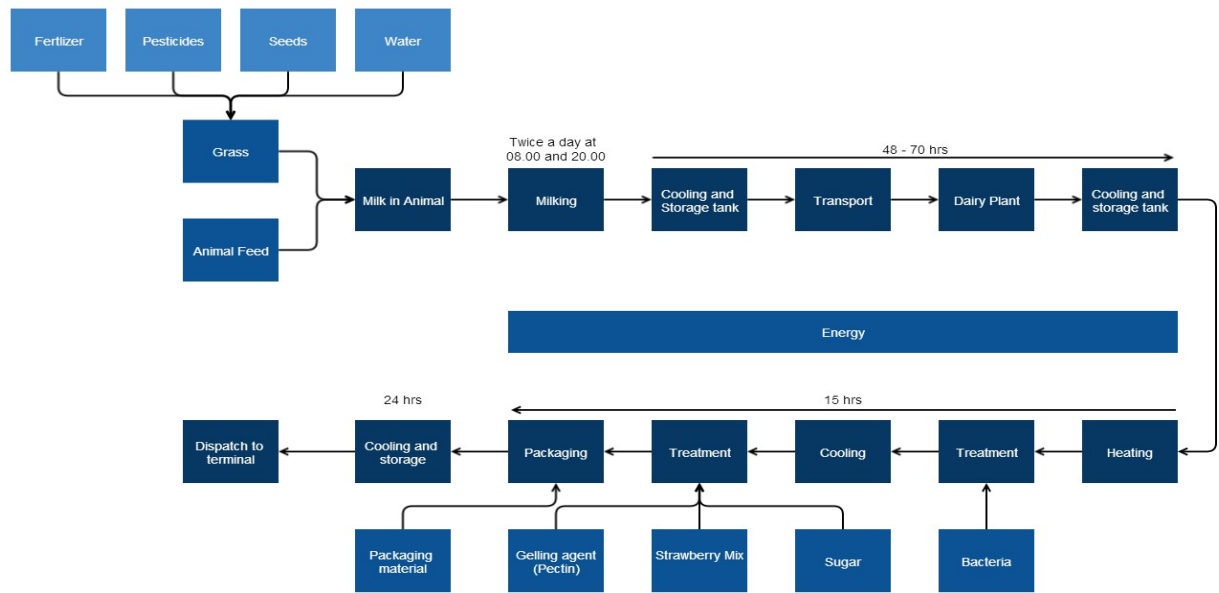 Fertlizer
Pesticides
Seeds
Water
Grass
Animal Feed
Milk in Animal
Twice a day at
08.00 and 20.00
Milking
48 - 70 hrs
Cooling and
Storage tank
Transport
Dairy Plant
Cooling and
storage tank
Energy
24 hrs
15 hrs
Dispatch to
terminal
Cooling and
storage
Packaging
Treatment
Cooling
Treatment
Heating
Packaging
material
Gelling agent
(Pectin)
Strawberry Mix
Sugar
Bacteria